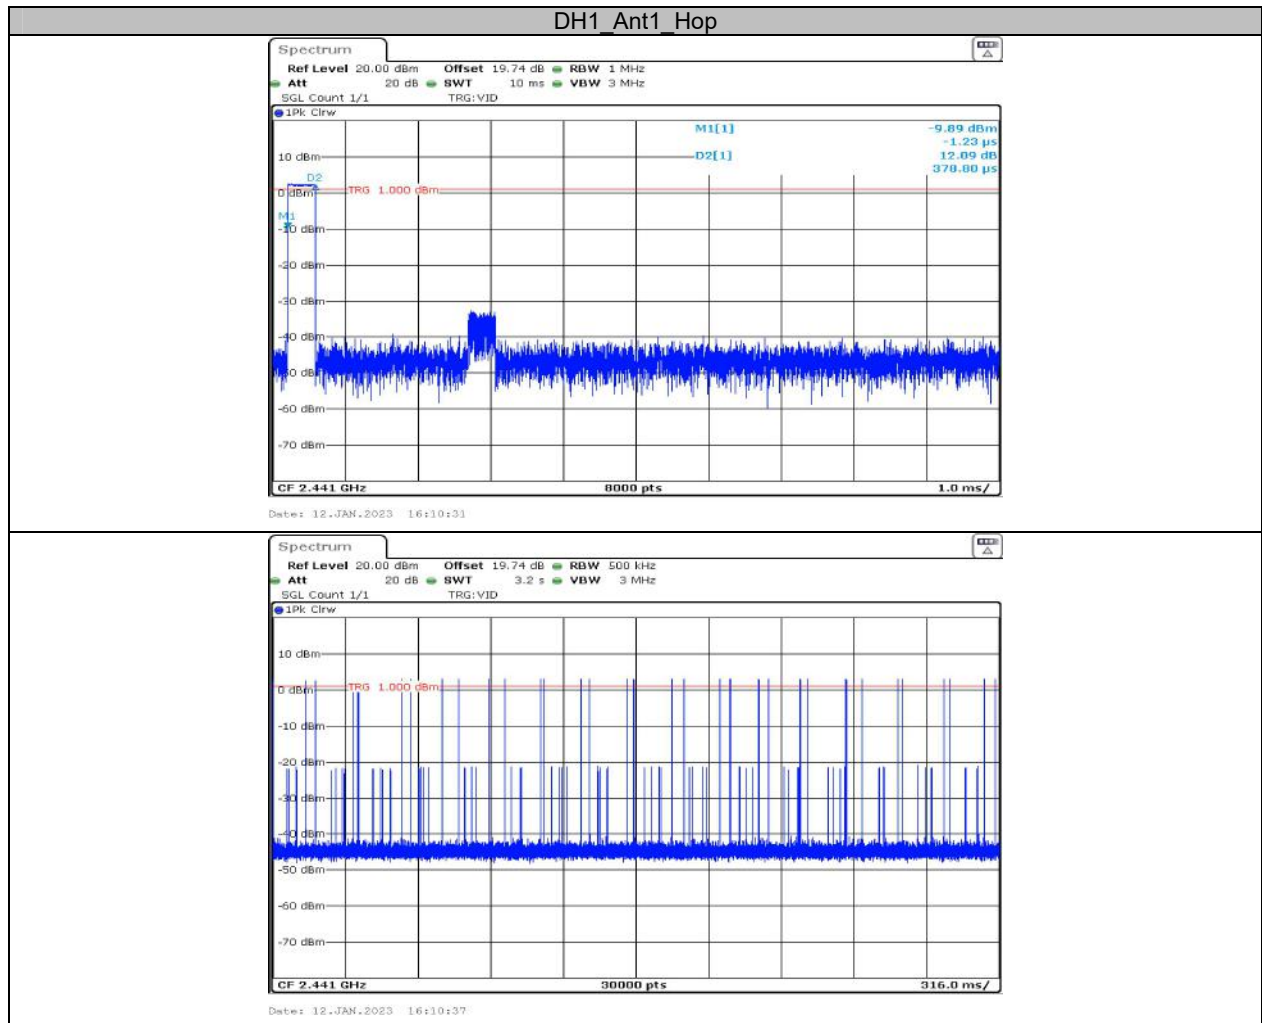 DH1_Ant1_Hop
Spectrum
Ref Level 20.00 dBm Offset 19.74 dB RBW 1 MHz
Att 20 dB SWT 10 ms VBW 3 MHz
SGL Count 1/1 TRG:VID
1Pk Clrw
M1[1] -9.89 dBm
-1.23 µs
10 dBm D2[1] 12.09 dB
378.80 µs
D2
0 dBm TRG 1.000 dBm
M1
-10 dBm
-20 dBm
-30 dBm
-40 dBm
-60 dBm
-70 dBm
CF 2.441 GHz 8000 pts 1.0 ms/
Date: 12.JAN.2023 16:10:31
Spectrum
Ref Level 20.00 dBm Offset 19.74 dB RBW 500 kHz
Att 20 dB SWT 3.2 s VBW 3 MHz
SGL Count 1/1 TRG:VID
1Pk Clrw
10 dBm
0 dBm TRG 1.000 dBm
-10 dBm
-20 dBm
-30 dBm
-40 dBm
-50 dBm
-60 dBm
-70 dBm
CF 2.441 GHz 30000 pts 316.0 ms/
Date: 12.JAN.2023 16:10:37